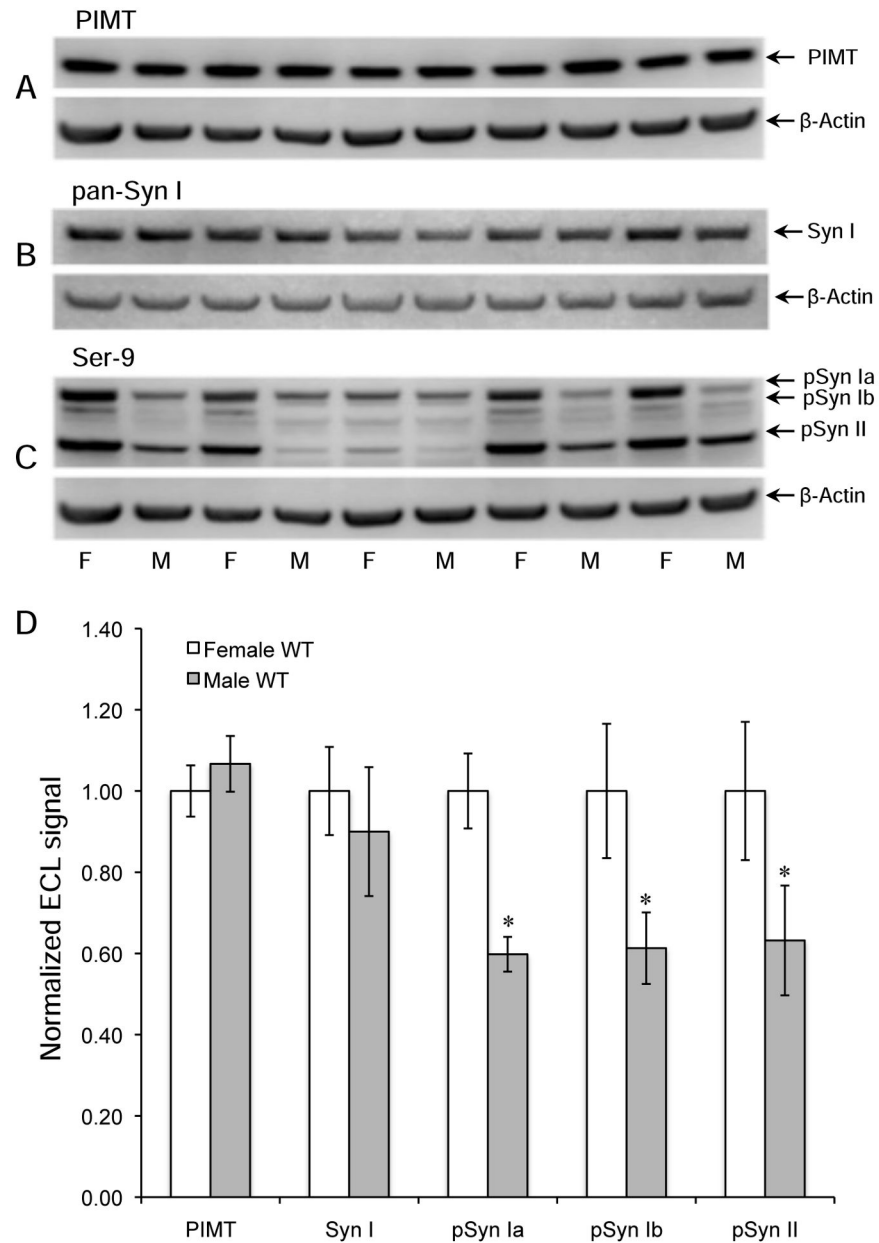 PIMT
A
PIMT
β-Actin
pan-Syn I
B
Syn I
β-Actin
Ser-9
C
pSyn Ia
pSyn Ib
pSyn II
β-Actin
F M F M F M F M F M
D
Normalized ECL signal
1.40
1.20
1.00
0.80
0.60
0.40
0.20
0.00
Female WT
Male WT
* * *
PIMT Syn I pSyn Ia pSyn Ib pSyn II